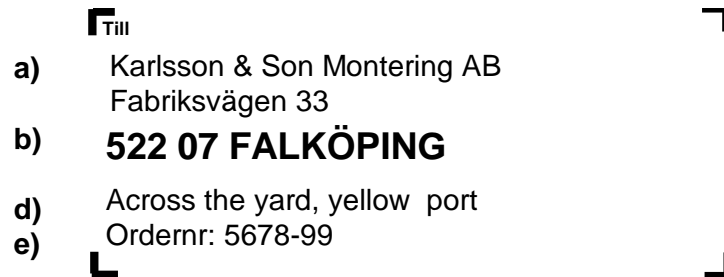 Till
a) Karlsson & Son Montering AB
Fabriksvägen 33
b) 522 07 FALKÖPING
d) Across the yard, yellow port
e) Ordernr: 5678-99